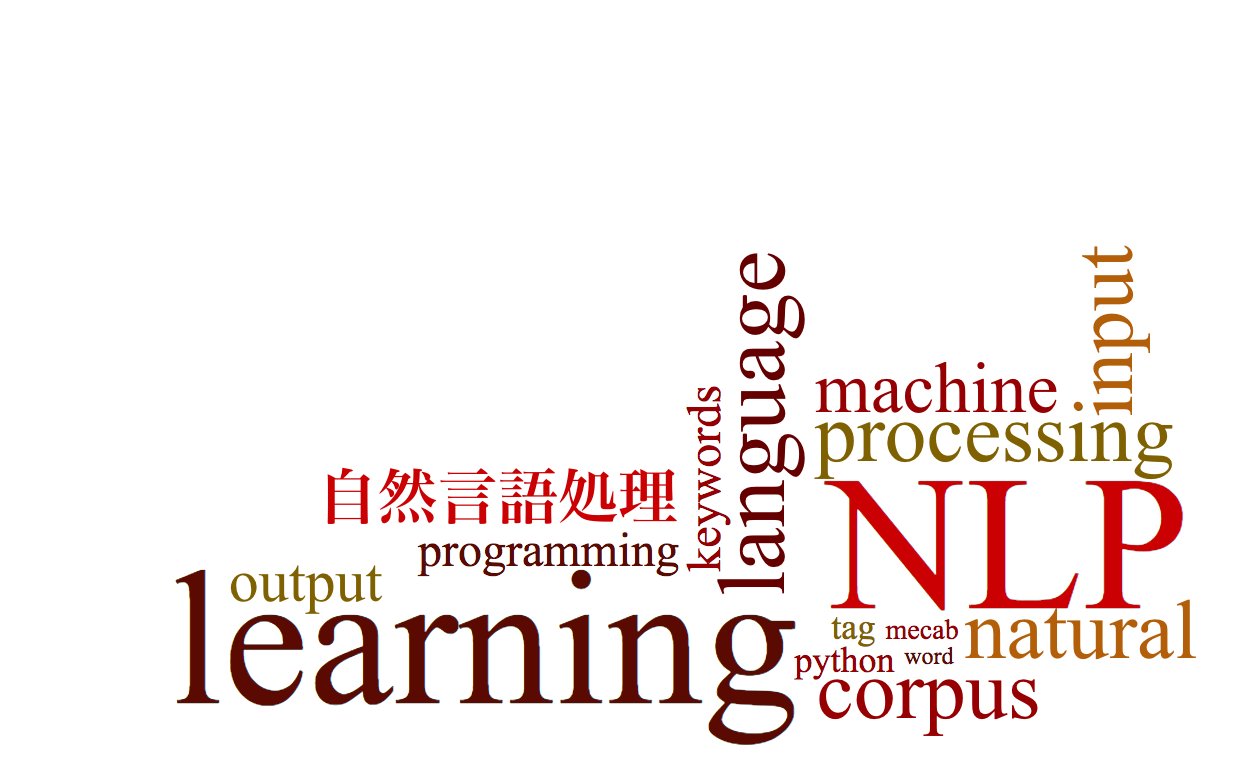 input
language
machine
keywords
processing
自然言語処理
NLP
programming
output
learning
natural
tag
mecab
python
word
corpus